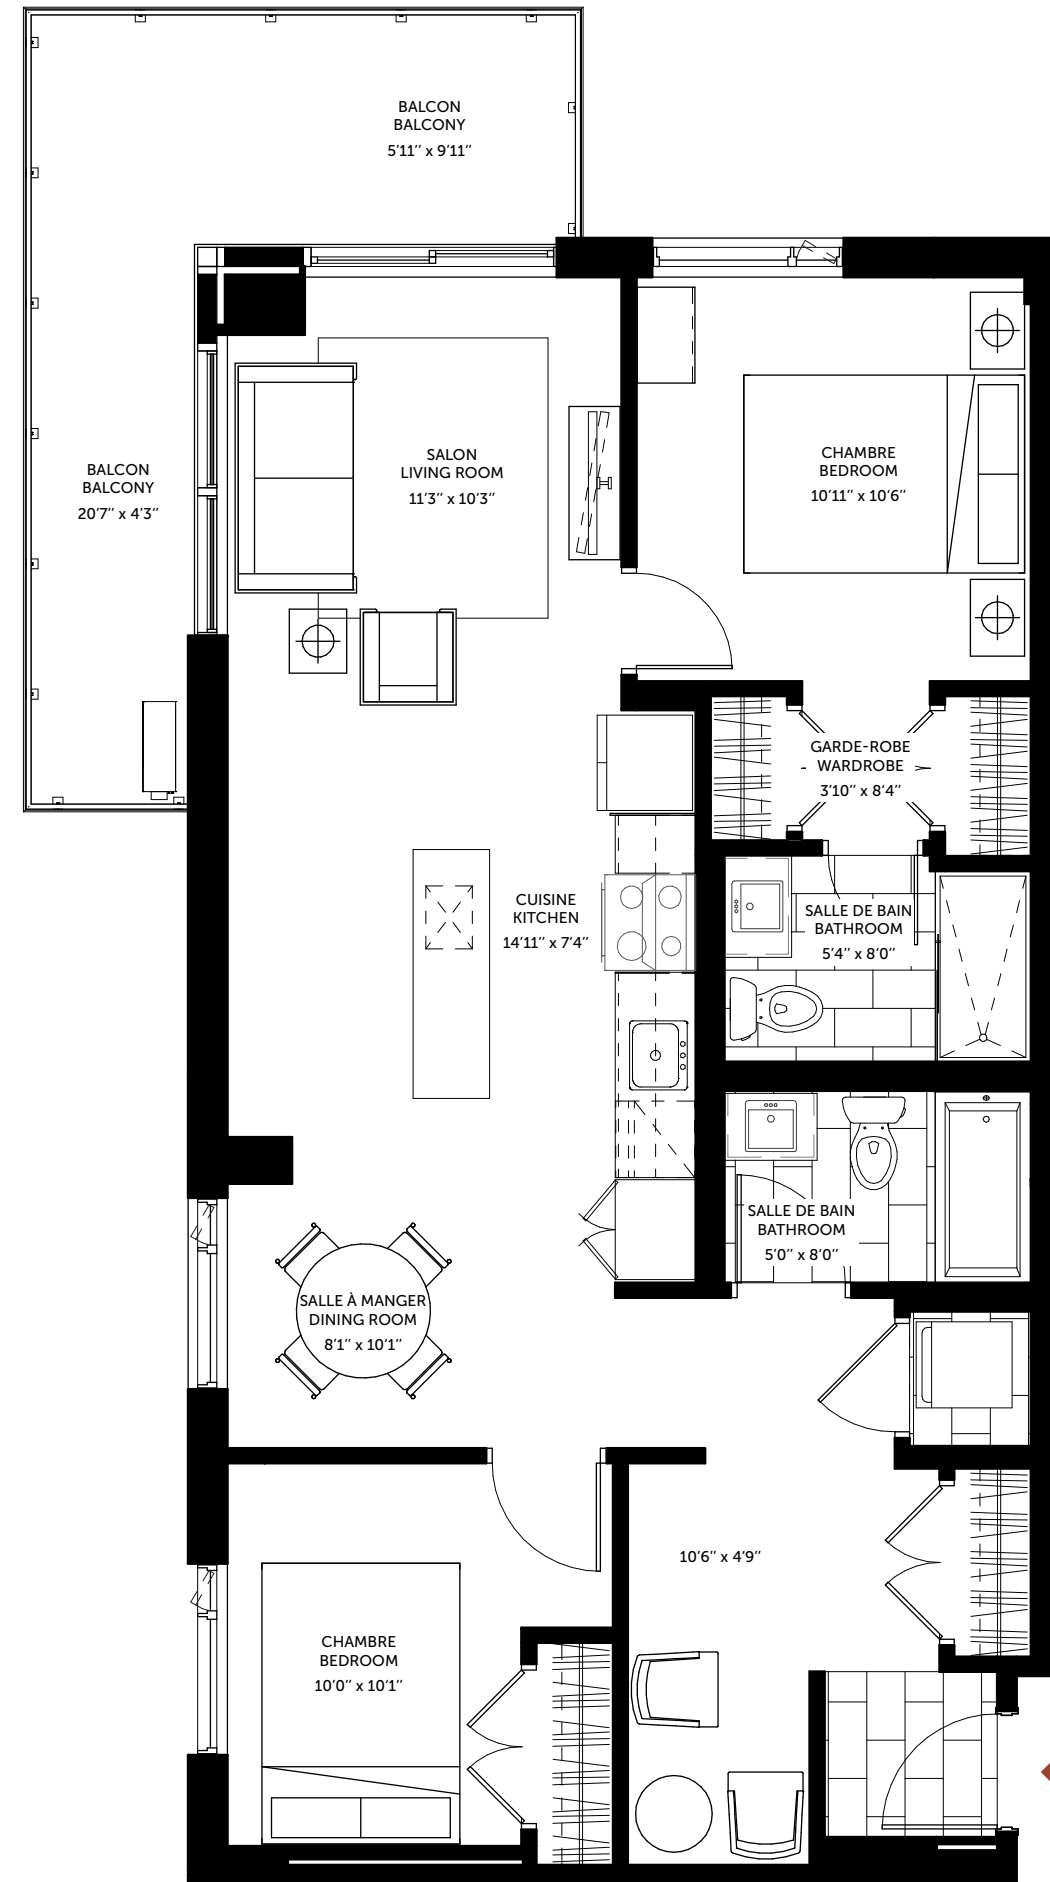 BALCON
BALCONY
5'11'' x 9'11''
SALON
LIVING ROOM
11'3'' x 10'3''
CHAMBRE
BEDROOM
10'11'' x 10'6''
BALCON
BALCONY
20'7'' x 4'3''
GARDE-ROBE
WARDROBE
3'10'' x 8'4''
CUISINE
KITCHEN
14'11'' x 7'4''
SALLE DE BAIN
BATHROOM
5'4'' x 8'0''
SALLE DE BAIN
BATHROOM
5'0'' x 8'0''
SALLE À MANGER
DINING ROOM
8'1'' x 10'1''
10'6'' x 4'9''
CHAMBRE
BEDROOM
10'0'' x 10'1''